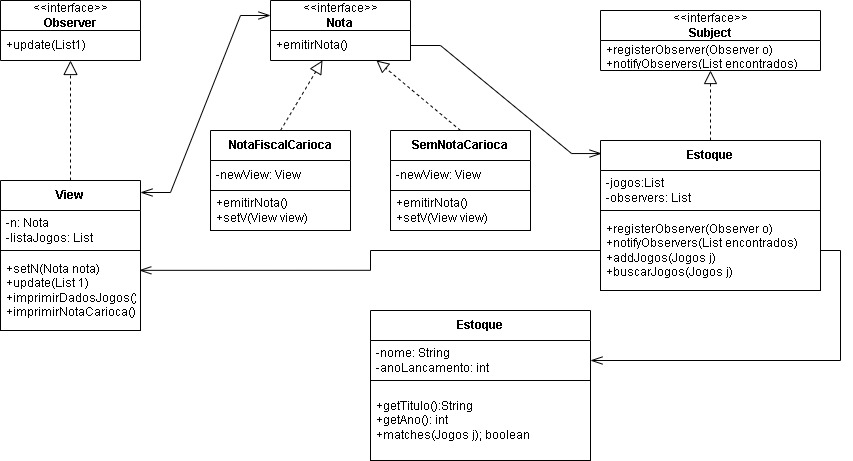 <<interface>>
Observer
+update(List1)
<<interface>>
Nota
+emitirNota()
<<interface>>
Subject
+registerObserver(Observer o)
+notifyObservers(List encontrados)
NotaFiscalCarioca
-newView: View
+emitirNota()
+setV(View view)
SemNotaCarioca
-newView: View
+emitirNota()
+setV(View view)
Estoque
-jogos:List
-observers: List
+registerObserver(Observer o)
+notifyObservers(List encontrados)
+addJogos(Jogos j)
+buscarJogos(Jogos j)
View
-n: Nota
-listaJogos: List
+setN(Nota nota)
+update(List 1)
+imprimirDadosJogos()
+imprimirNotaCarioca()
Estoque
-nome: String
-anoLancamento: int
+getTitulo():String
+getAno(): int
+matches(Jogos j); boolean